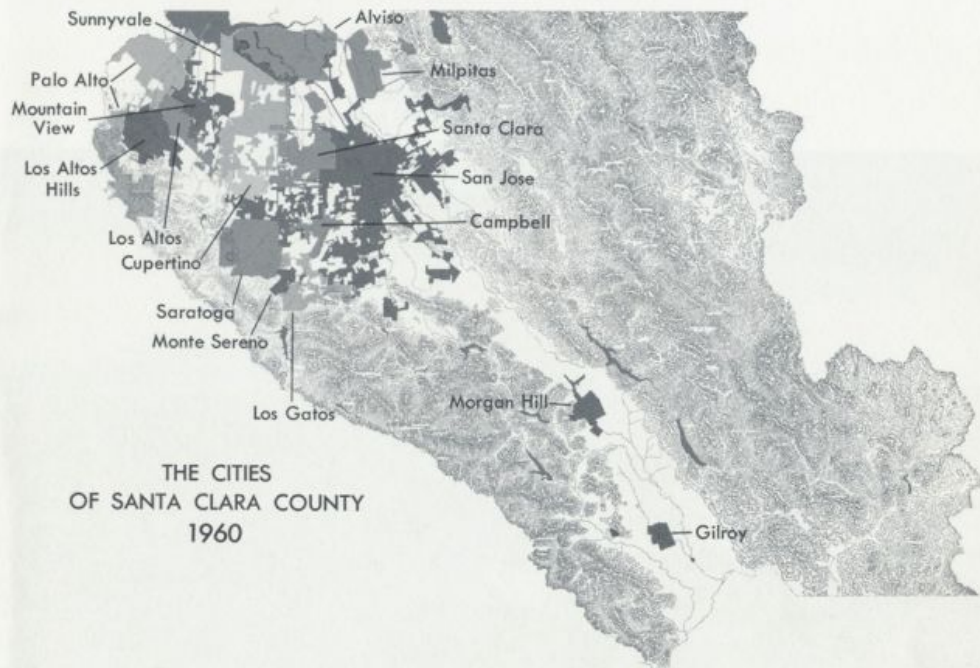 Sunnyvale
Alviso
Palo Alto
Milpitas
Mountain
View
Santa Clara
Los Altos
Hills
San Jose
Campbell
Los Altos
Cupertino
Saratoga
Monte Sereno
Los Gatos
Morgan Hill
Gilroy
THE CITIES
OF SANTA CLARA COUNTY
1960